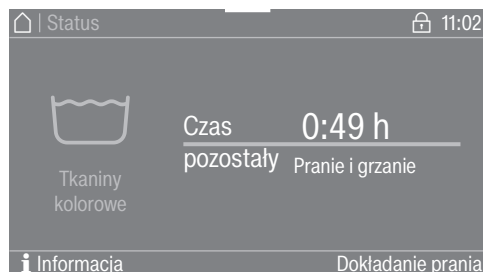 | Status
11:02
Czas
0:49 h
pozostały
Pranie i grzanie
Tkaniny
kolorowe
Informacja
Dokładanie prania